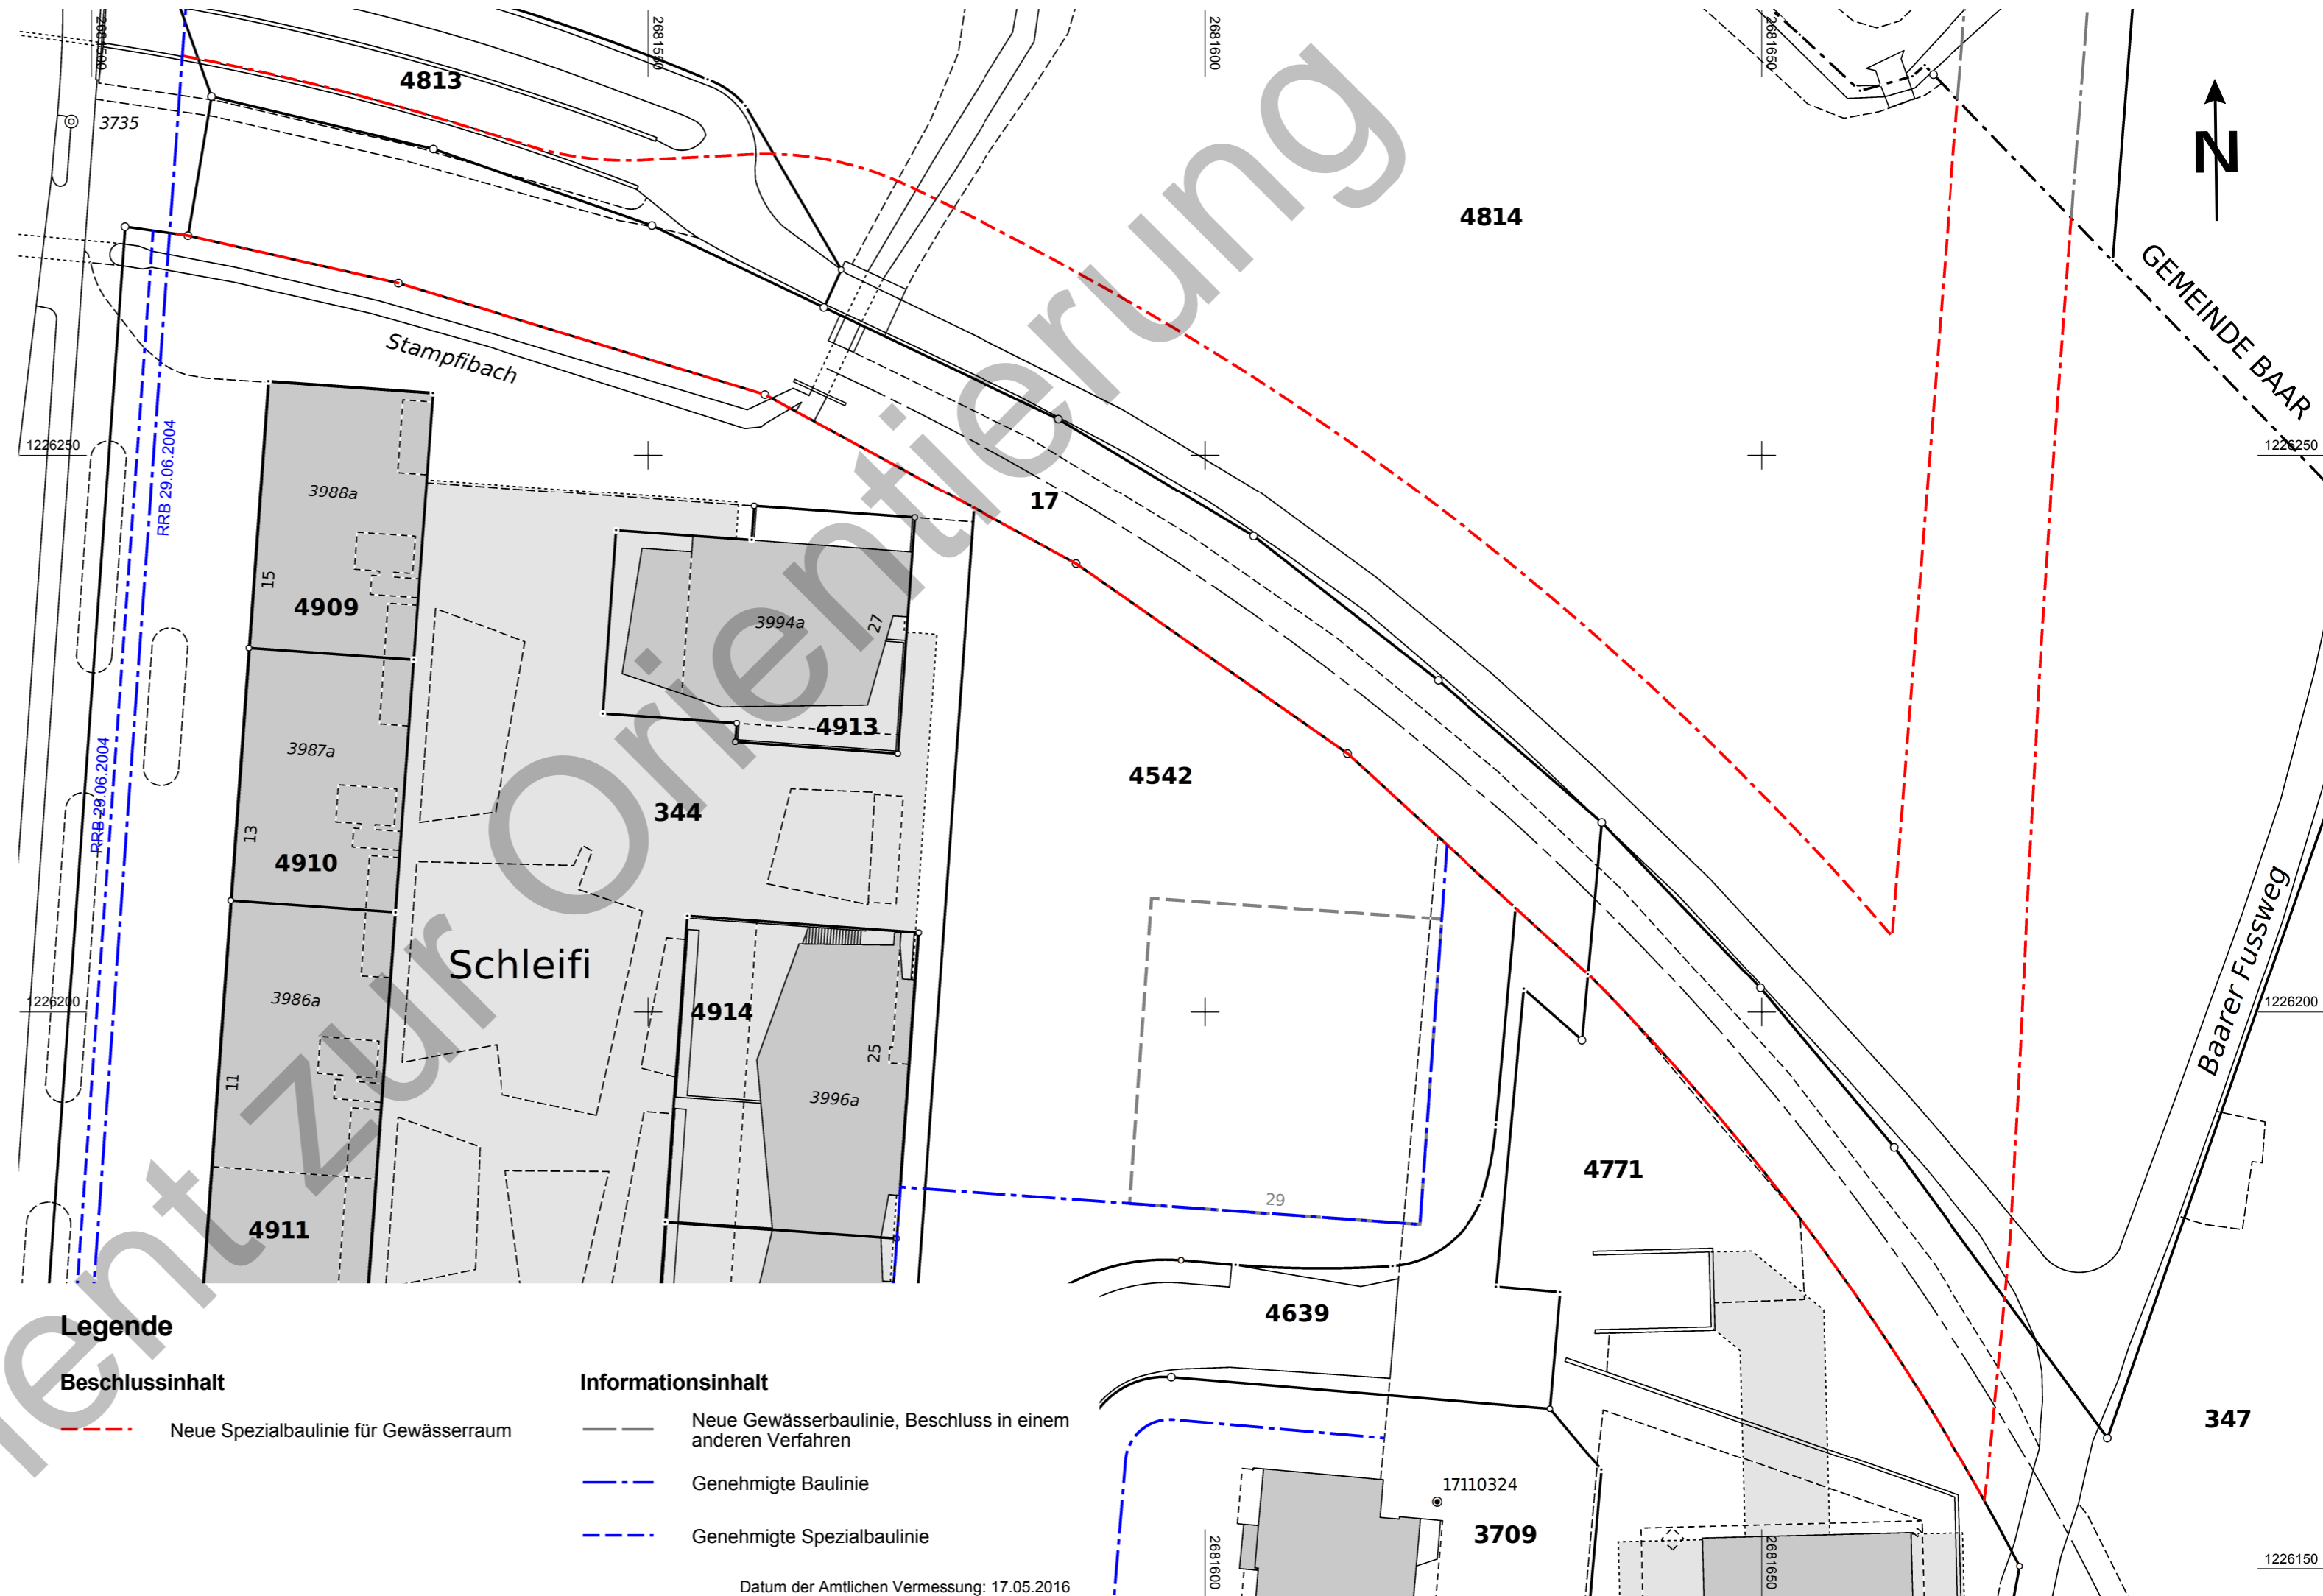 2681500
2681550
2681600
2681650
4813
3735
4814
N
GEMEINDE BAAR
Stampfibach
1226250
1226250
RRB 29.06.2004
3988a
17
15
4909
3994a
27
4913
3987a
RRB 29.06.2004
13
344
4542
4910
Schleifi
Baarer Fussweg
3986a
1226200
1226200
4914
25
11
3996a
4771
29
4911
4639
347
17110324
3709
2681600
2681650
1226150
ent zur Orientierung
Legende
Beschlussinhalt
Neue Spezialbaulinie für Gewässerraum
Informationsinhalt
Neue Gewässerbaulinie, Beschluss in einem
anderen Verfahren
Genehmigte Baulinie
Genehmigte Spezialbaulinie
Datum der Amtlichen Vermessung: 17.05.2016